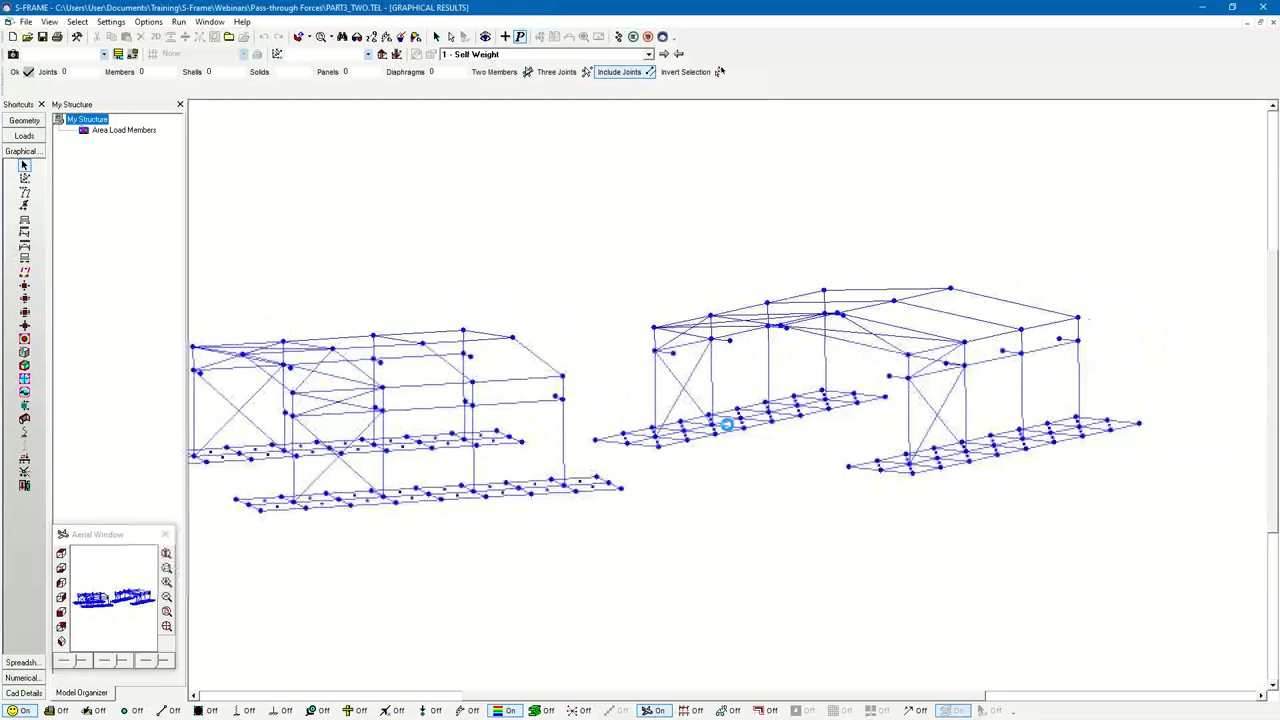 S-FRAME - C:\Users\User\Documents\Training\S-Frame\Webinars\Pass-through Forces\PART3_TWO.TEL - [GRAPHICAL RESULTS]
File View Select Settings Options Run Window Help
None 1 - Self Weight
Ok Joints 0 Members 0 Shells 0 Solids Panels 0 Diaphragms 0 Two Members Three Joints Include Joints Invert Selection
Shortcuts My Structure
Geometry
Loads
Graphical...
My Structure
Area Load Members
Aerial Window
Spreadsh...
Numerical...
Cad Details
Model Organizer
On Off Off Off Off Off Off Off Off Off Off Off Off On Off Off Off On Off Off Off Off Off Off Off On Off